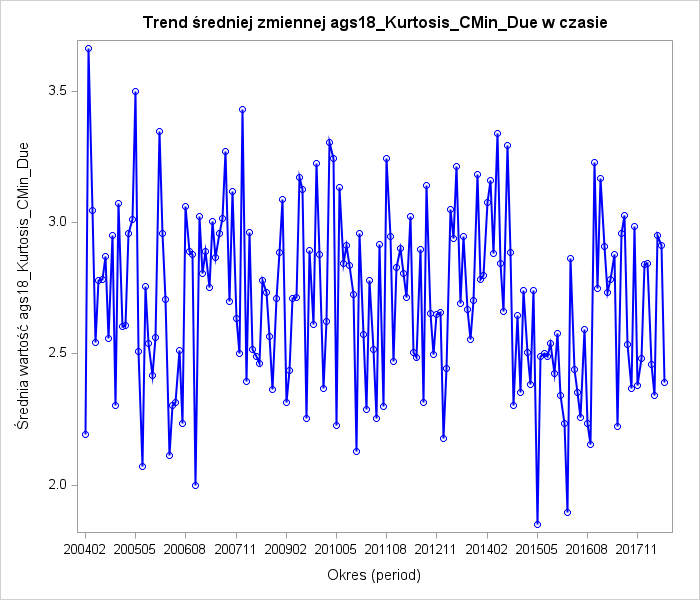 Trend średniej zmiennej ags18_Kurtosis_CMin_Due w czasie
Średnia wartość ags18_Kurtosis_CMin_Due
3.5
3.0
2.5
2.0
200402 200505 200608 200711 200902 201005 201108 201211 201402 201505 201608 201711
Okres (period)